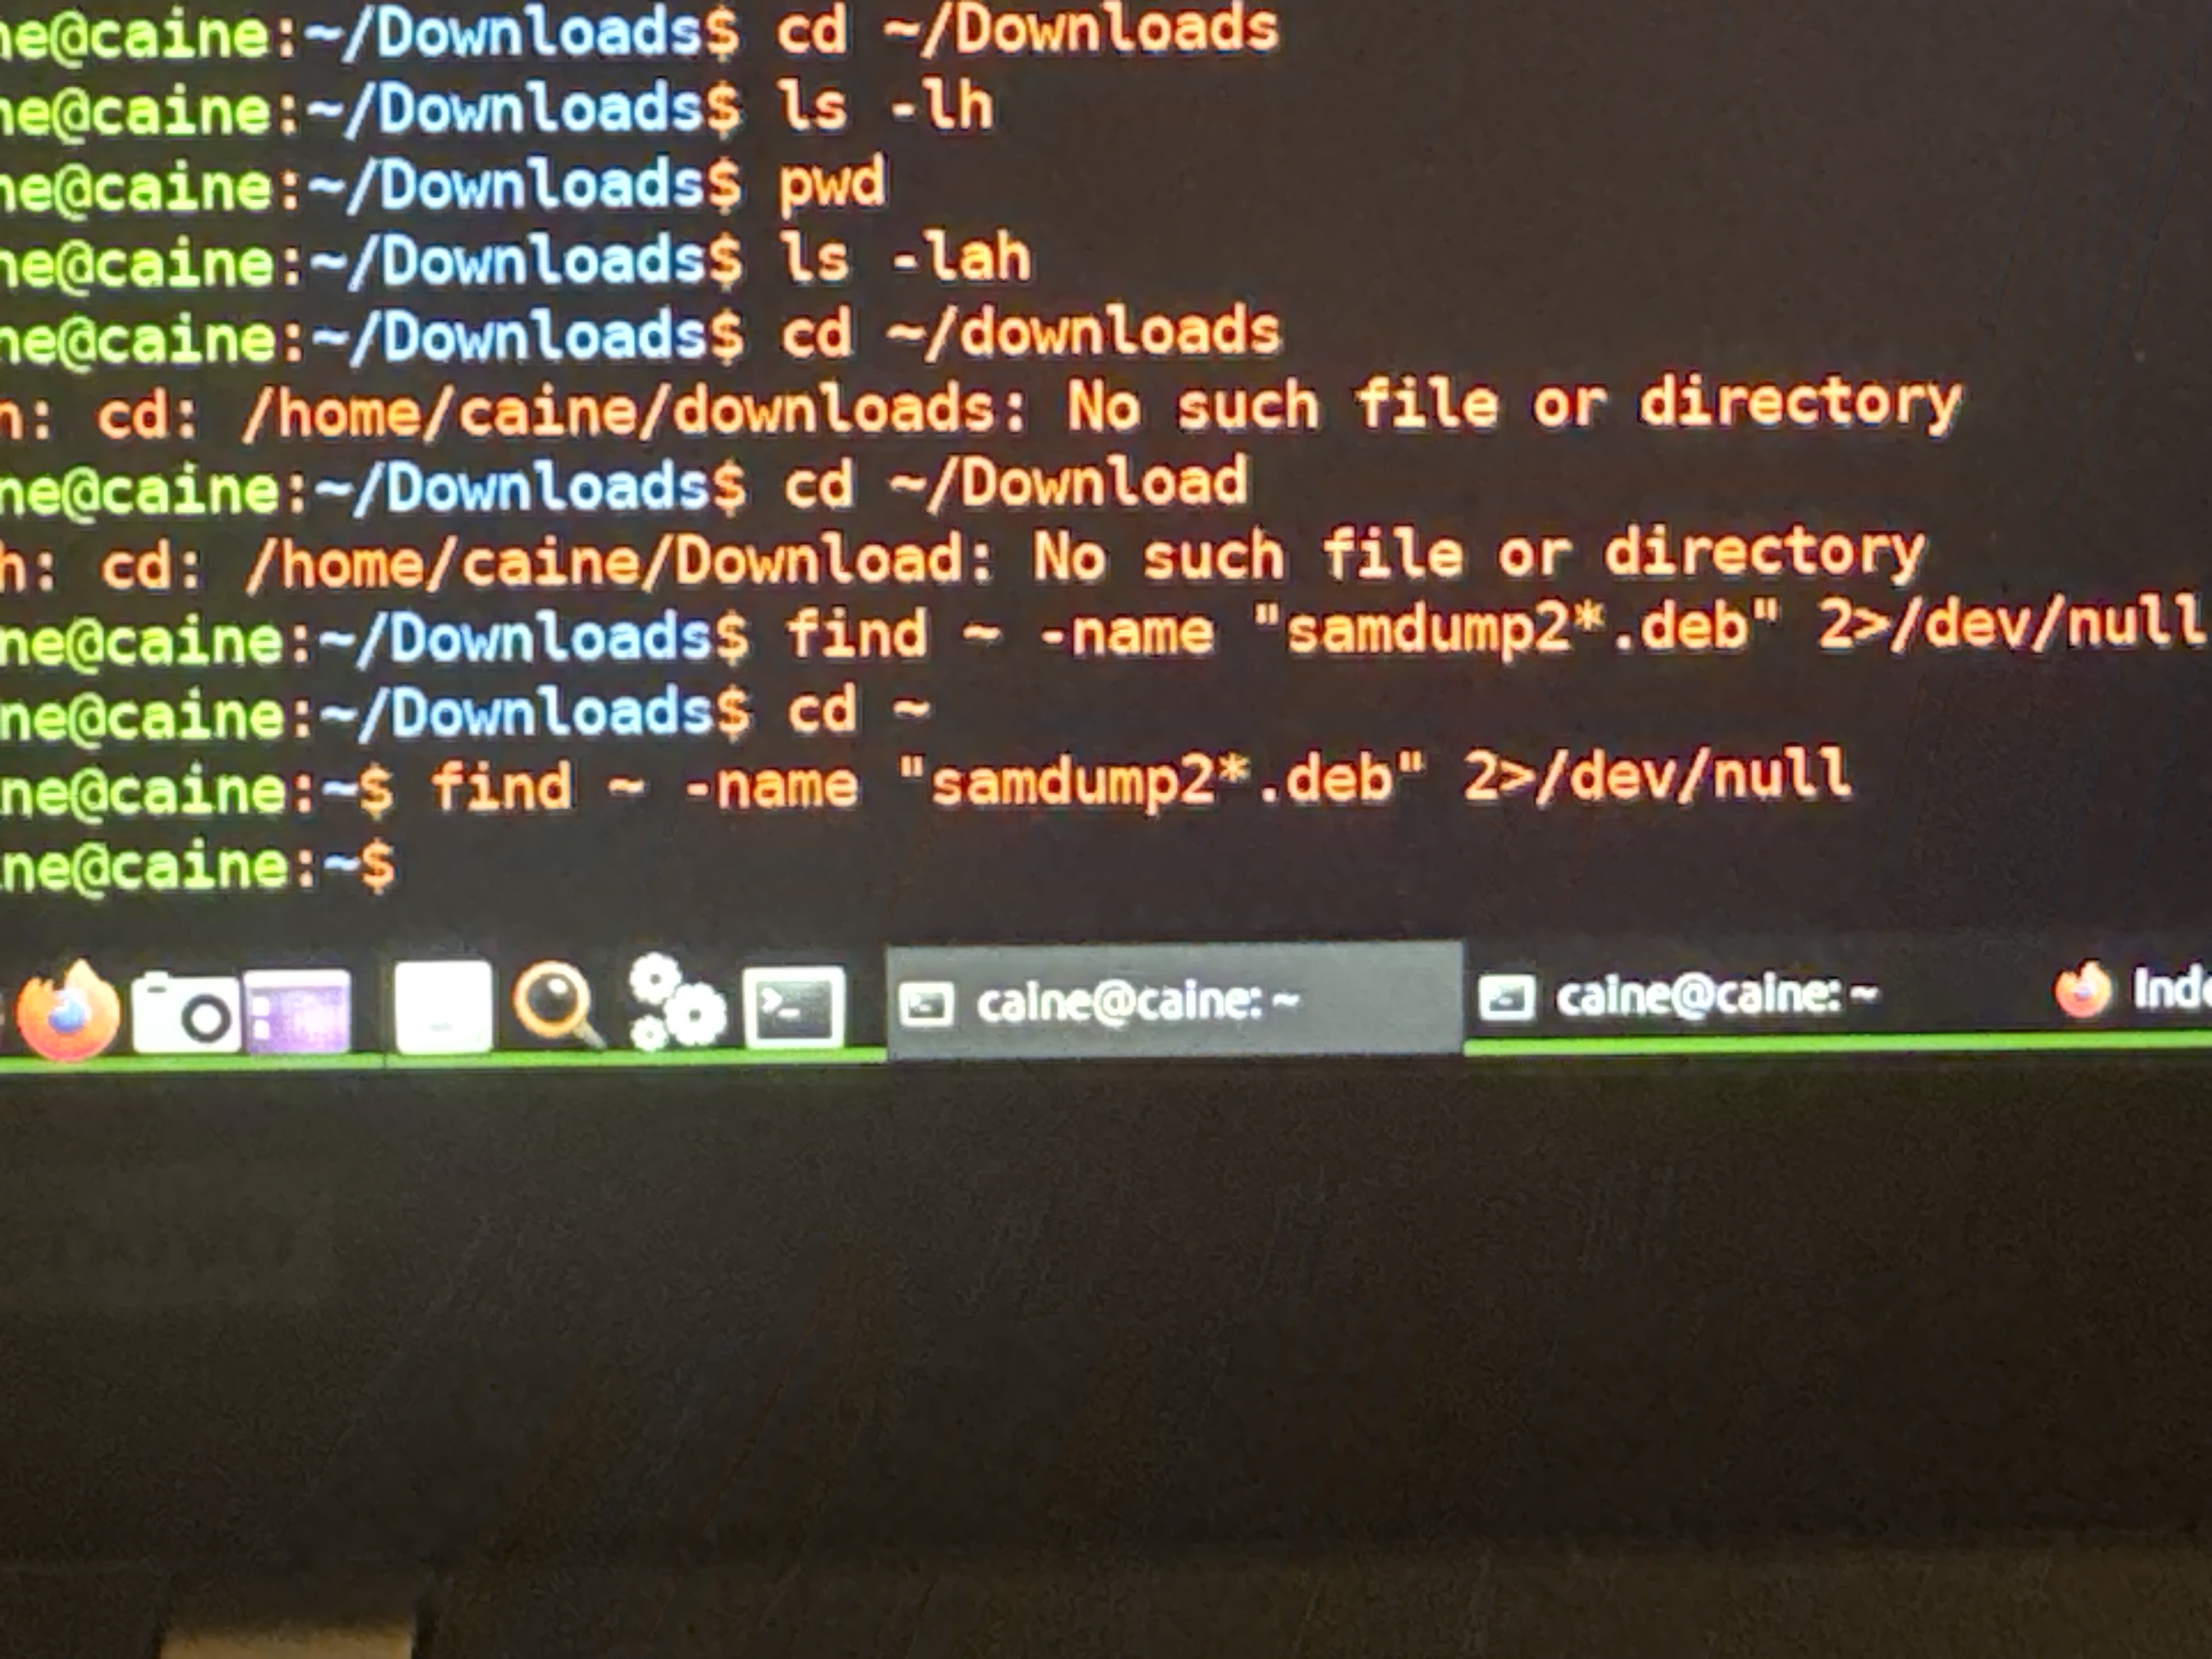 ne@caine:~/Downloads$ cd ~/Downloads
ne@caine:~/Downloads$ ls -lh
ne@caine:~/Downloads$ pwd
ne@caine:~/Downloads$ ls -lah
ne@caine:~/Downloads$ cd ~/downloads
h: cd: /home/caine/downloads: No such file or directory
ne@caine:~/Downloads$ cd ~/Download
h: cd: /home/caine/Download: No such file or directory
ne@caine:~/Downloads$ find ~ -name "samdump2*.deb" 2>/dev/null
ne@caine:~/Downloads$ cd ~
ne@caine:~$ find ~ -name "samdump2*.deb" 2>/dev/null
ne@caine:~$
caine@caine: ~
caine@caine: ~
Inde